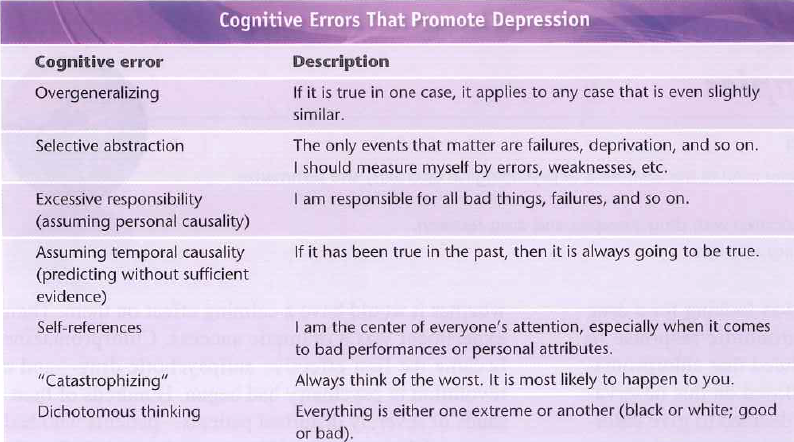 Cognitive Errors That Promote Depression
Cognitive error Description
Overgeneralizing If it is true in one case, it applies to any case that is even slightly
similar.
Selective abstraction The only events that matter are failures, deprivation, and so on.
I should measure myself by errors, weaknesses, etc.
Excessive responsibility I am responsible for all bad things, failures, and so on.
(assuming personal causality)
Assuming temporal causality If it has been true in the past, then it is always going to be true.
(predicting without sufficient
evidence)
Self-references I am the center of everyone's attention, especially when it comes
to bad performances or personal attributes.
"Catastrophizing" Always think of the worst. It is most likely to happen to you.
Dichotomous thinking Everything is either one extreme or another (black or white; good
or bad).